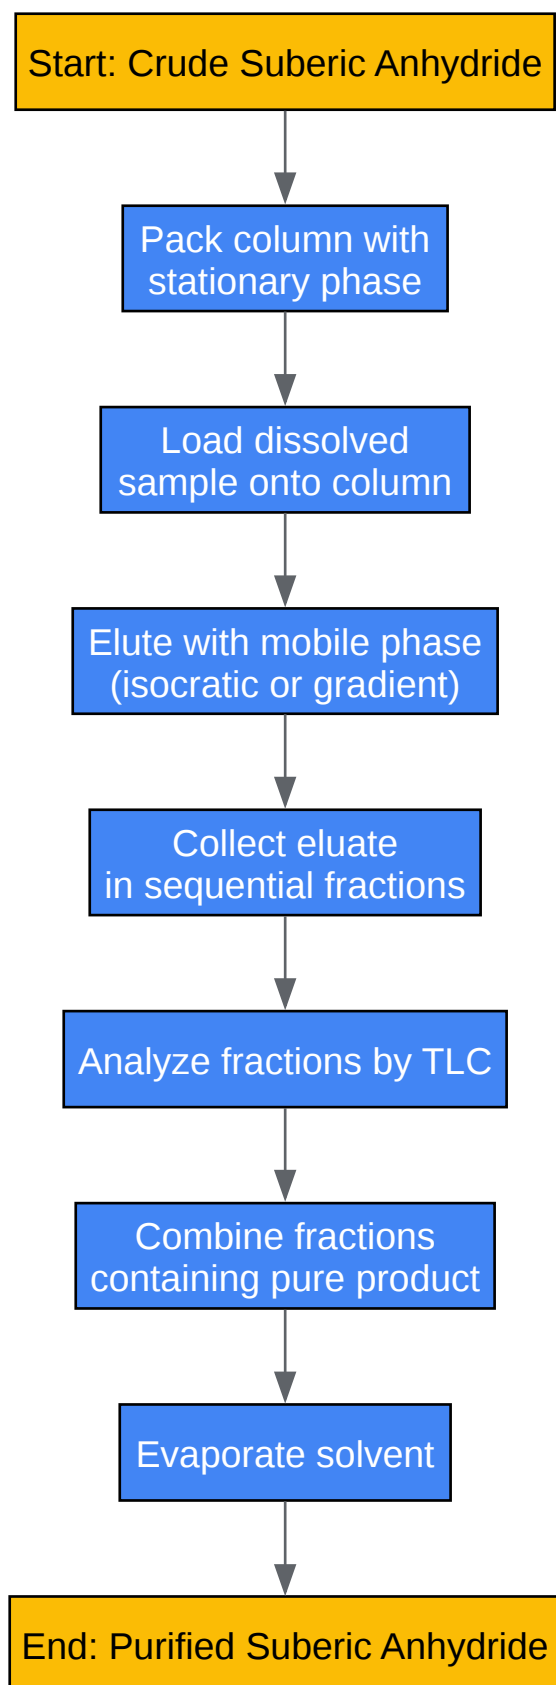 Start: Crude Suberic Anhydride
Pack column with
stationary phase
Load dissolved
sample onto column
Elute with mobile phase
(isocratic or gradient)
Collect eluate
in sequential fractions
Analyze fractions by TLC
Combine fractions
containing pure product
Evaporate solvent
End: Purified Suberic Anhydride